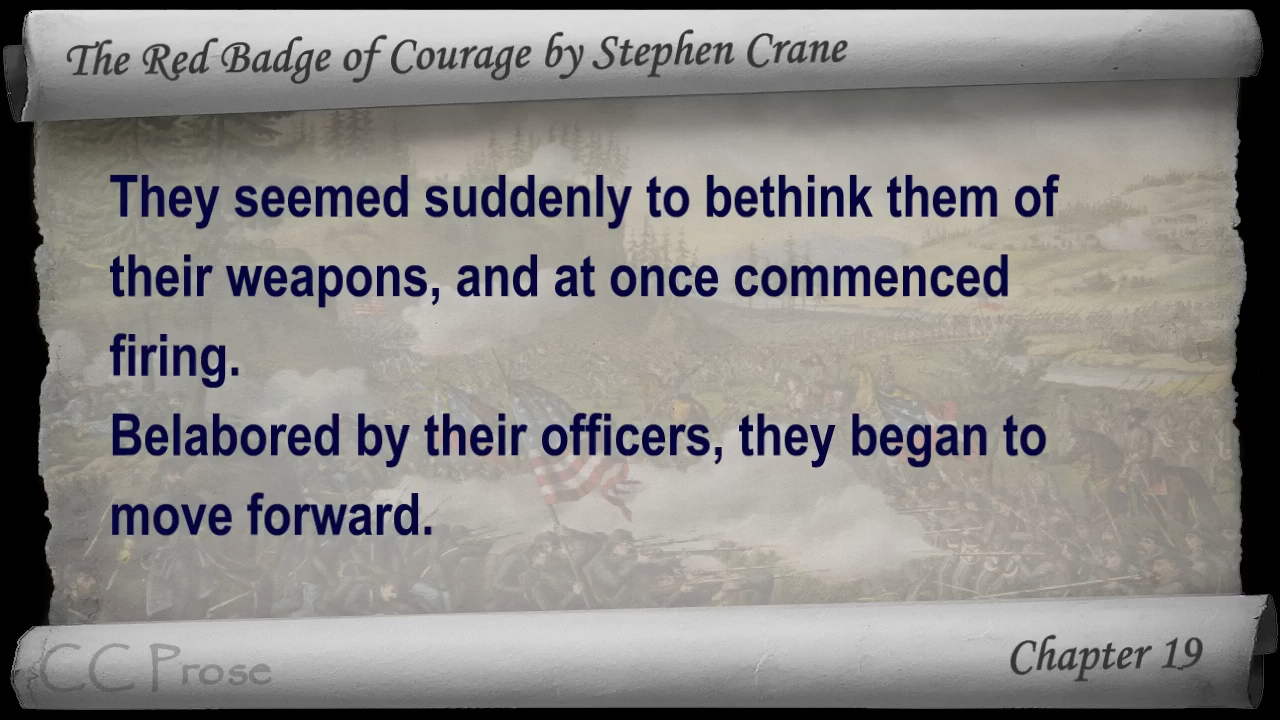 The Red Badge of Courage by Stephen Crane
They seemed suddenly to bethink them of
their weapons, and at once commenced
firing.
Belabored by their officers, they began to
move forward.
CC Prose
Chapter 19